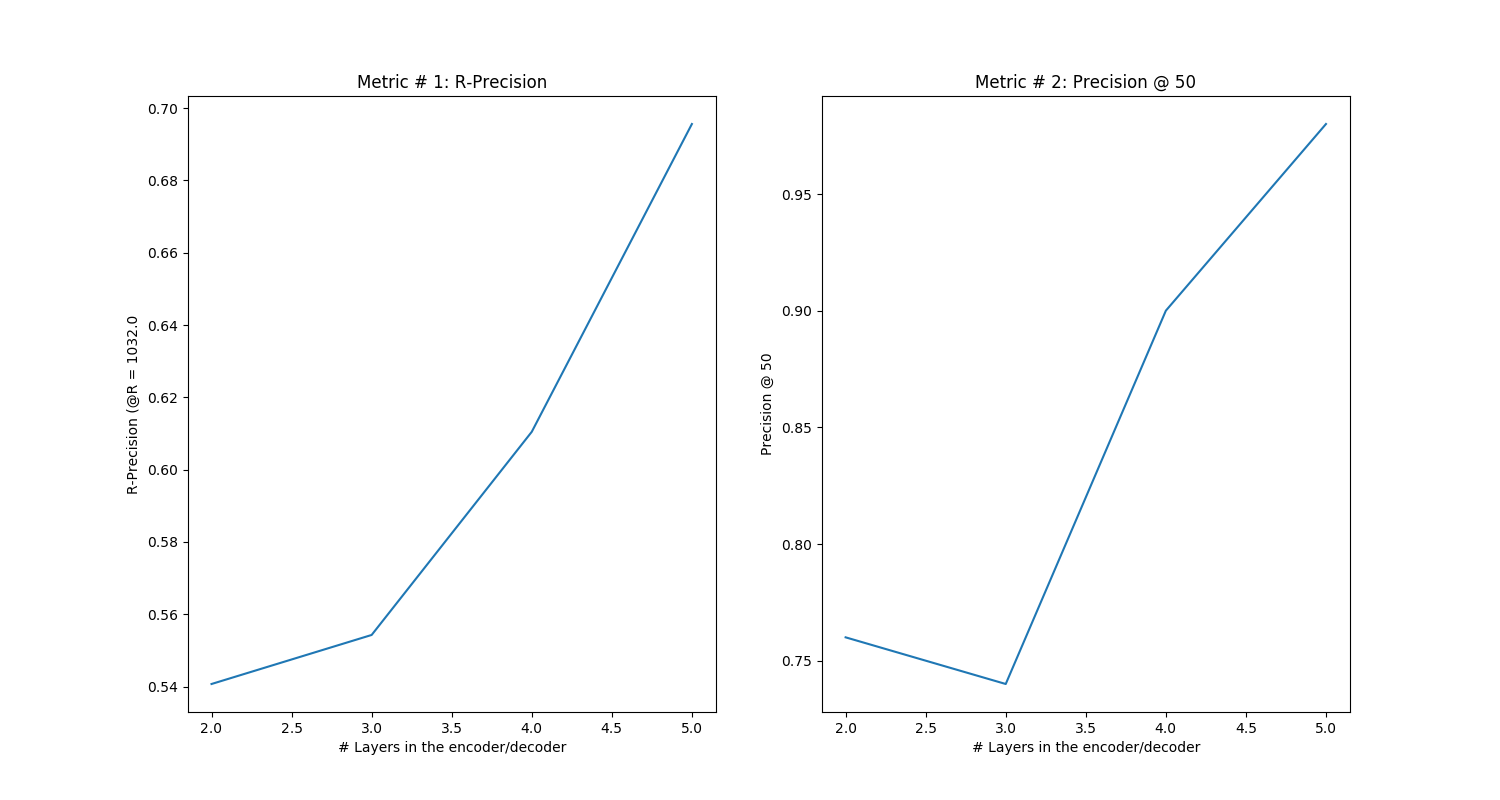 Metric # 1: R-Precision
0.70
0.68
0.66
0.64
0.62
0.60
0.58
0.56
0.54
R-Precision (@R = 1032.0
2.0 2.5 3.0 3.5 4.0 4.5 5.0
# Layers in the encoder/decoder
Metric # 2: Precision @ 50
0.95
0.90
0.85
0.80
0.75
Precision @ 50
2.0 2.5 3.0 3.5 4.0 4.5 5.0
# Layers in the encoder/decoder